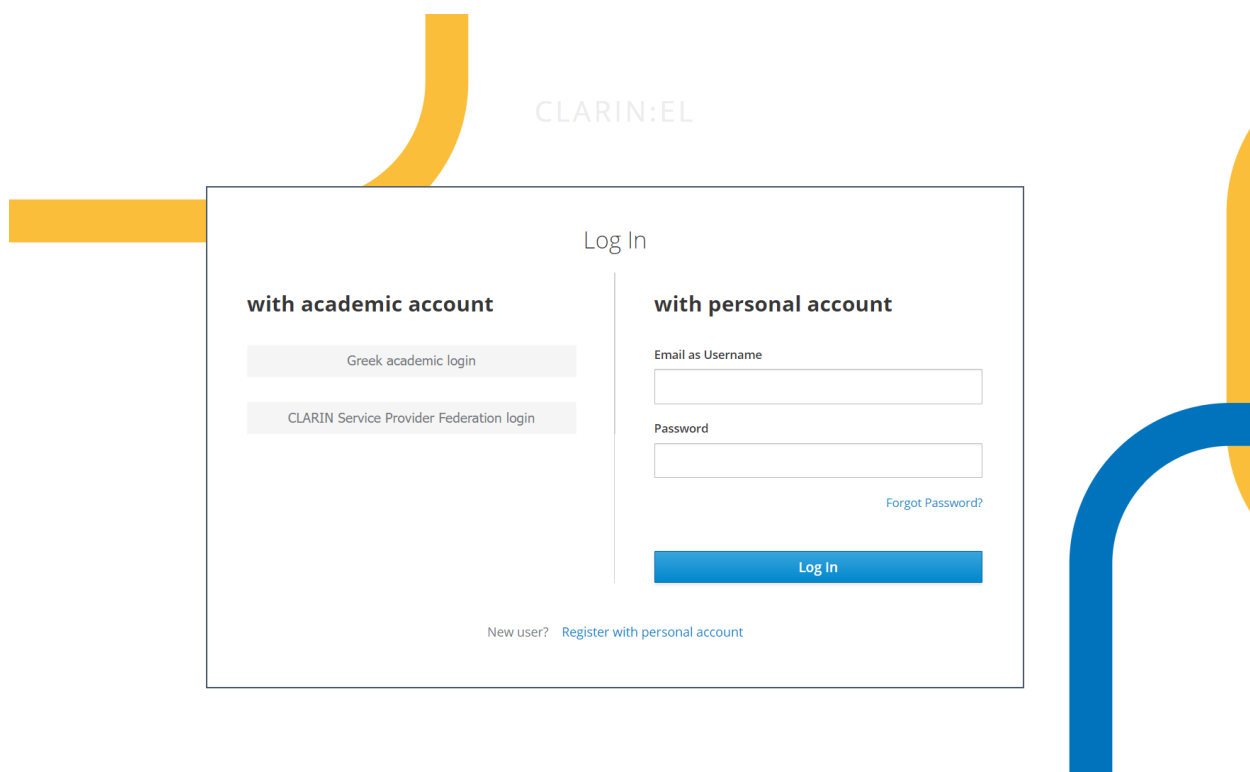 CLARIN:EL
Log In
with academic account
Greek academic login
CLARIN Service Provider Federation login
with personal account
Email as Username
Password
Forgot Password?
Log In
New user? Register with personal account